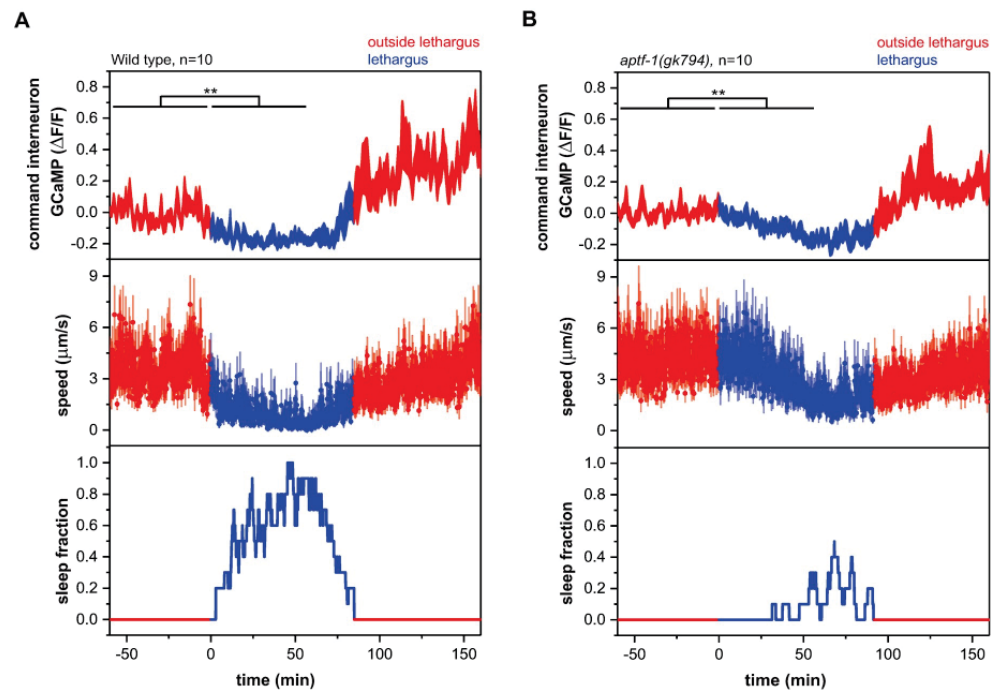 A
Wild type, n=10
outside lethargus
lethargus
**
command interneuron
GCaMP (ΔF/F)
0.8
0.6
0.4
0.2
0.0
-0.2
speed (μm/s)
9
6
3
0
sleep fraction
1.0
0.8
0.6
0.4
0.2
0.0
-50 0 50 100 150
time (min)
B
aptf-1(gk794), n=10
outside lethargus
lethargus
**
command interneuron
GCaMP (ΔF/F)
0.8
0.6
0.4
0.2
0.0
-0.2
speed (μm/s)
9
6
3
0
sleep fraction
1.0
0.8
0.6
0.4
0.2
0.0
-50 0 50 100 150
time (min)